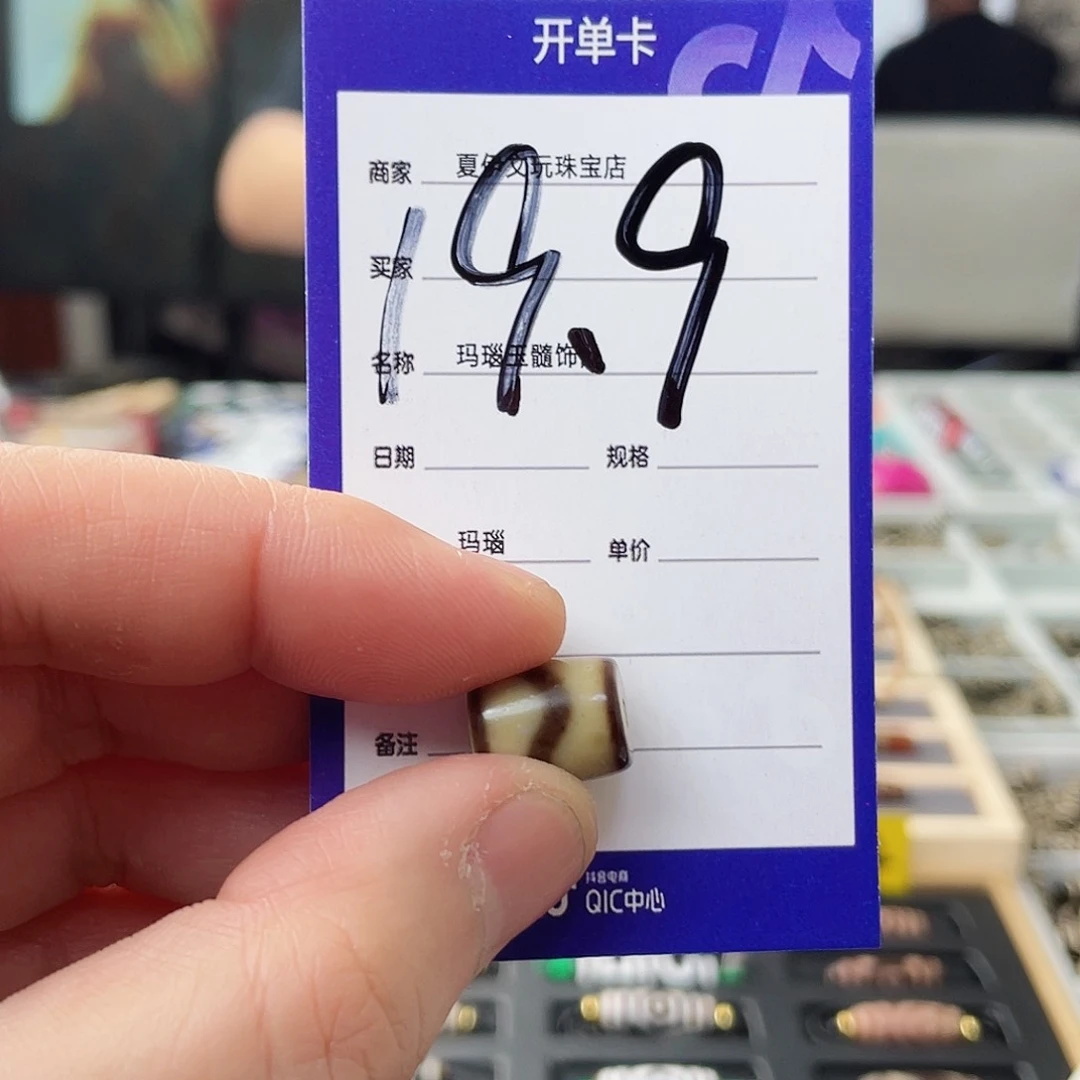 开单卡
商家 夏伊文玩珠宝店
买家
19.9
名称 玛瑙玉髓饰
日期 规格
玛瑙 单价
备注
抖音电商
QIC中心